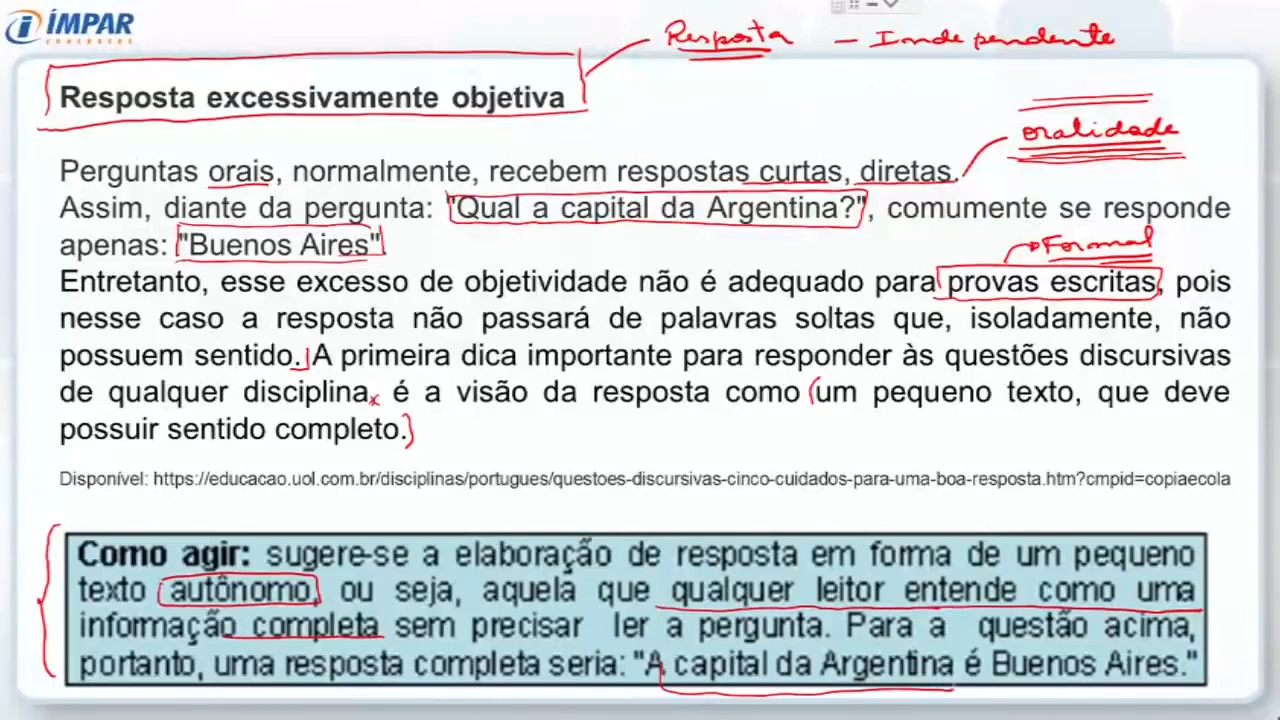 ÍMPAR
CONCURSOS
Resposta - Independente
Resposta excessivamente objetiva
oralidade
Perguntas orais, normalmente, recebem respostas curtas, diretas.
Assim, diante da pergunta: "Qual a capital da Argentina?", comumente se responde
apenas: "Buenos Aires"
Formal
Entretanto, esse excesso de objetividade não é adequado para provas escritas, pois
nesse caso a resposta não passará de palavras soltas que, isoladamente, não
possuem sentido. A primeira dica importante para responder às questões discursivas
de qualquer disciplina é a visão da resposta como um pequeno texto, que deve
possuir sentido completo.
Disponível: https://educacao.uol.com.br/disciplinas/portugues/questoes-discursivas-cinco-cuidados-para-uma-boa-resposta.htm?cmpid=copiaecola
Como agir: sugere-se a elaboração de resposta em forma de um pequeno
texto autônomo, ou seja, aquela que qualquer leitor entende como uma
informação completa sem precisar ler a pergunta. Para a questão acima,
portanto, uma resposta completa seria: "A capital da Argentina é Buenos Aires."